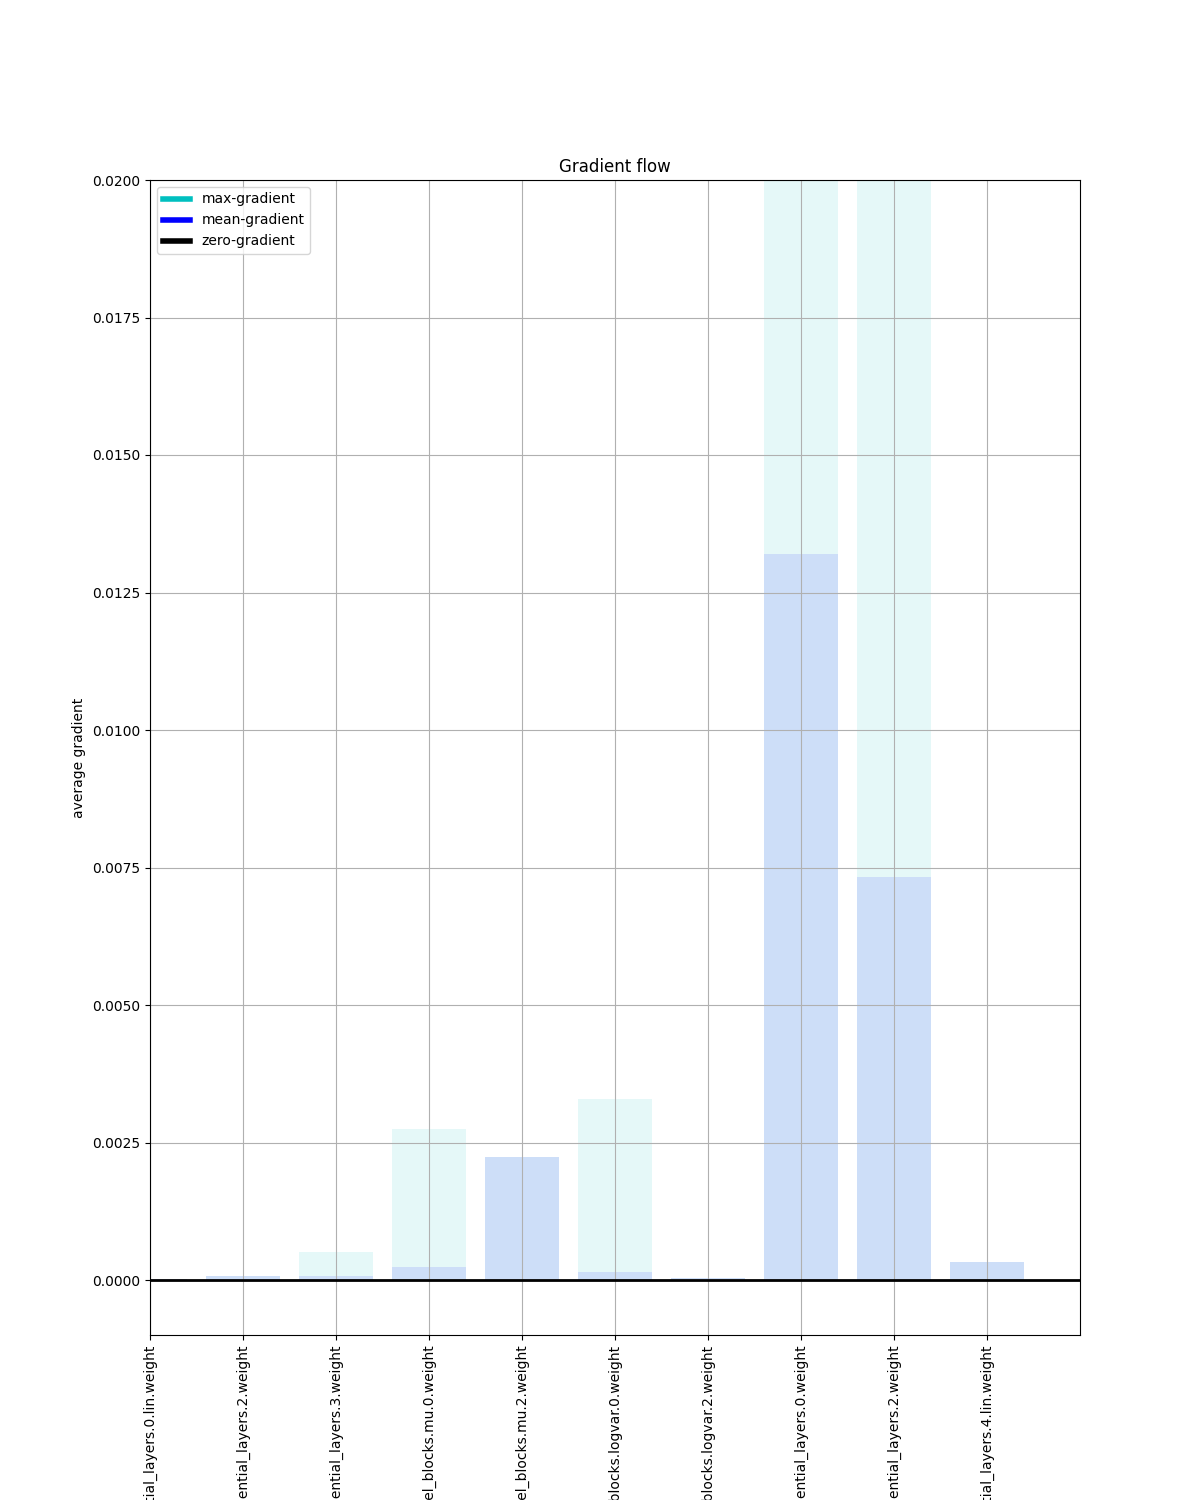 Gradient flow
max-gradient
mean-gradient
zero-gradient
0.0200
0.0175
0.0150
0.0125
0.0100
0.0075
0.0050
0.0025
0.0000
average gradient
tial_layers.0.lin.weight
ential_layers.2.weight
ential_layers.3.weight
el_blocks.mu.0.weight
el_blocks.mu.2.weight
blocks.logvar.0.weight
blocks.logvar.2.weight
ential_layers.0.weight
ential_layers.2.weight
tial_layers.4.lin.weight